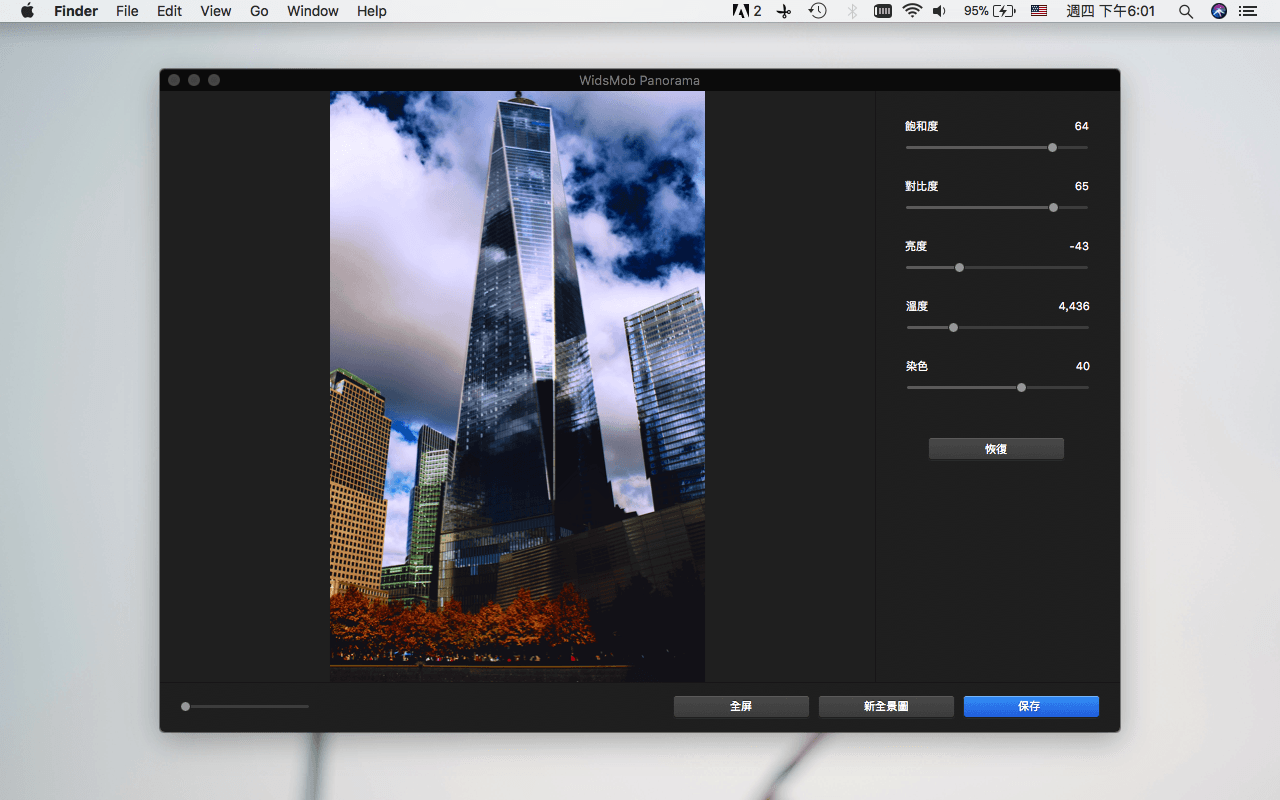 Finder File Edit View Go Window Help 2 95% 週四 下午6:01
WidsMob Panorama
飽和度 64
對比度 65
亮度 -43
溫度 4,436
染色 40
恢復
全屏 新全景圖 保存